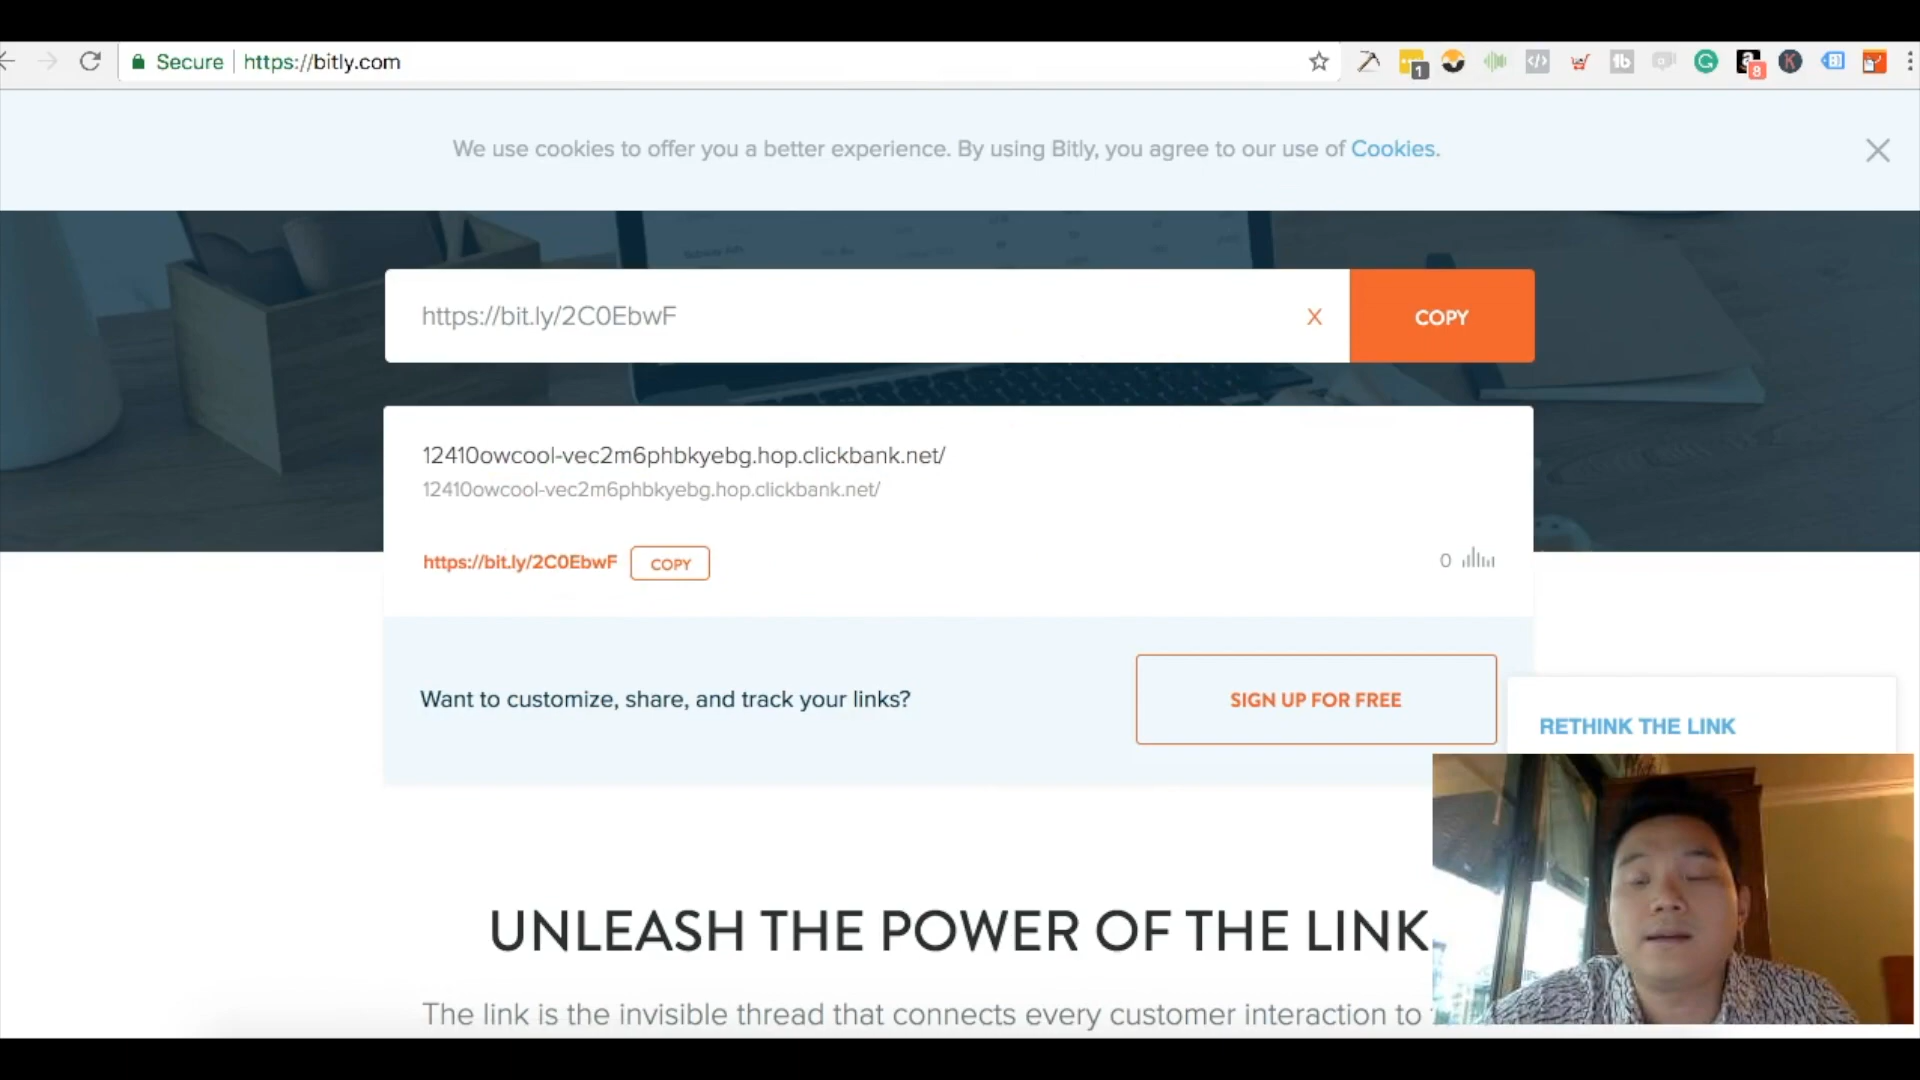 Secure https://bitly.com
1
8
We use cookies to offer you a better experience. By using Bitly, you agree to our use of Cookies.
https://bit.ly/2C0EbwF X COPY
12410owcool-vec2m6phbkyebg.hop.clickbank.net/
12410owcool-vec2m6phbkyebg.hop.clickbank.net/
https://bit.ly/2C0EbwF COPY 0
Want to customize, share, and track your links? SIGN UP FOR FREE
RETHINK THE LINK
UNLEASH THE POWER OF THE LINK
The link is the invisible thread that connects every customer interaction to